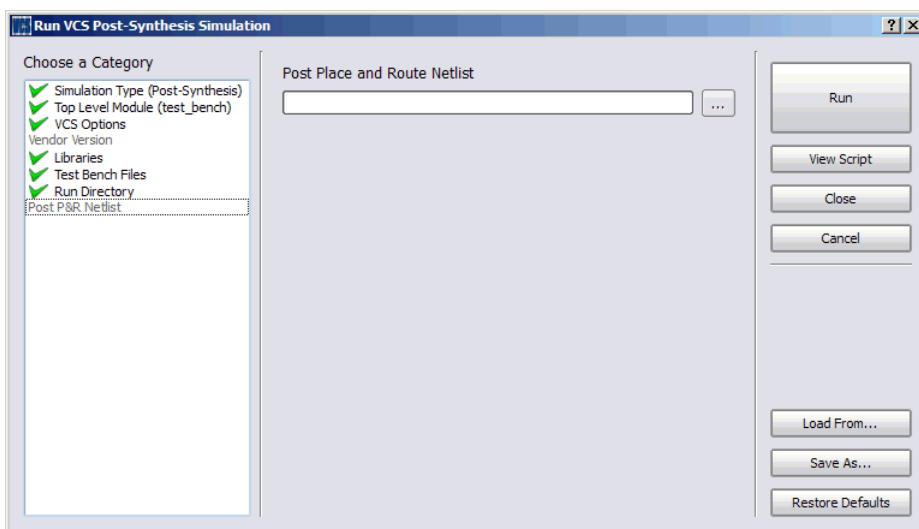 Run VCS Post-Synthesis Simulation
Choose a Category
Simulation Type (Post-Synthesis)
Top Level Module (test_bench)
VCS Options
Vendor Version
Libraries
Test Bench Files
Run Directory
Post P&R Netlist
Post Place and Route Netlist
...
Run
View Script
Close
Cancel
Load From...
Save As...
Restore Defaults